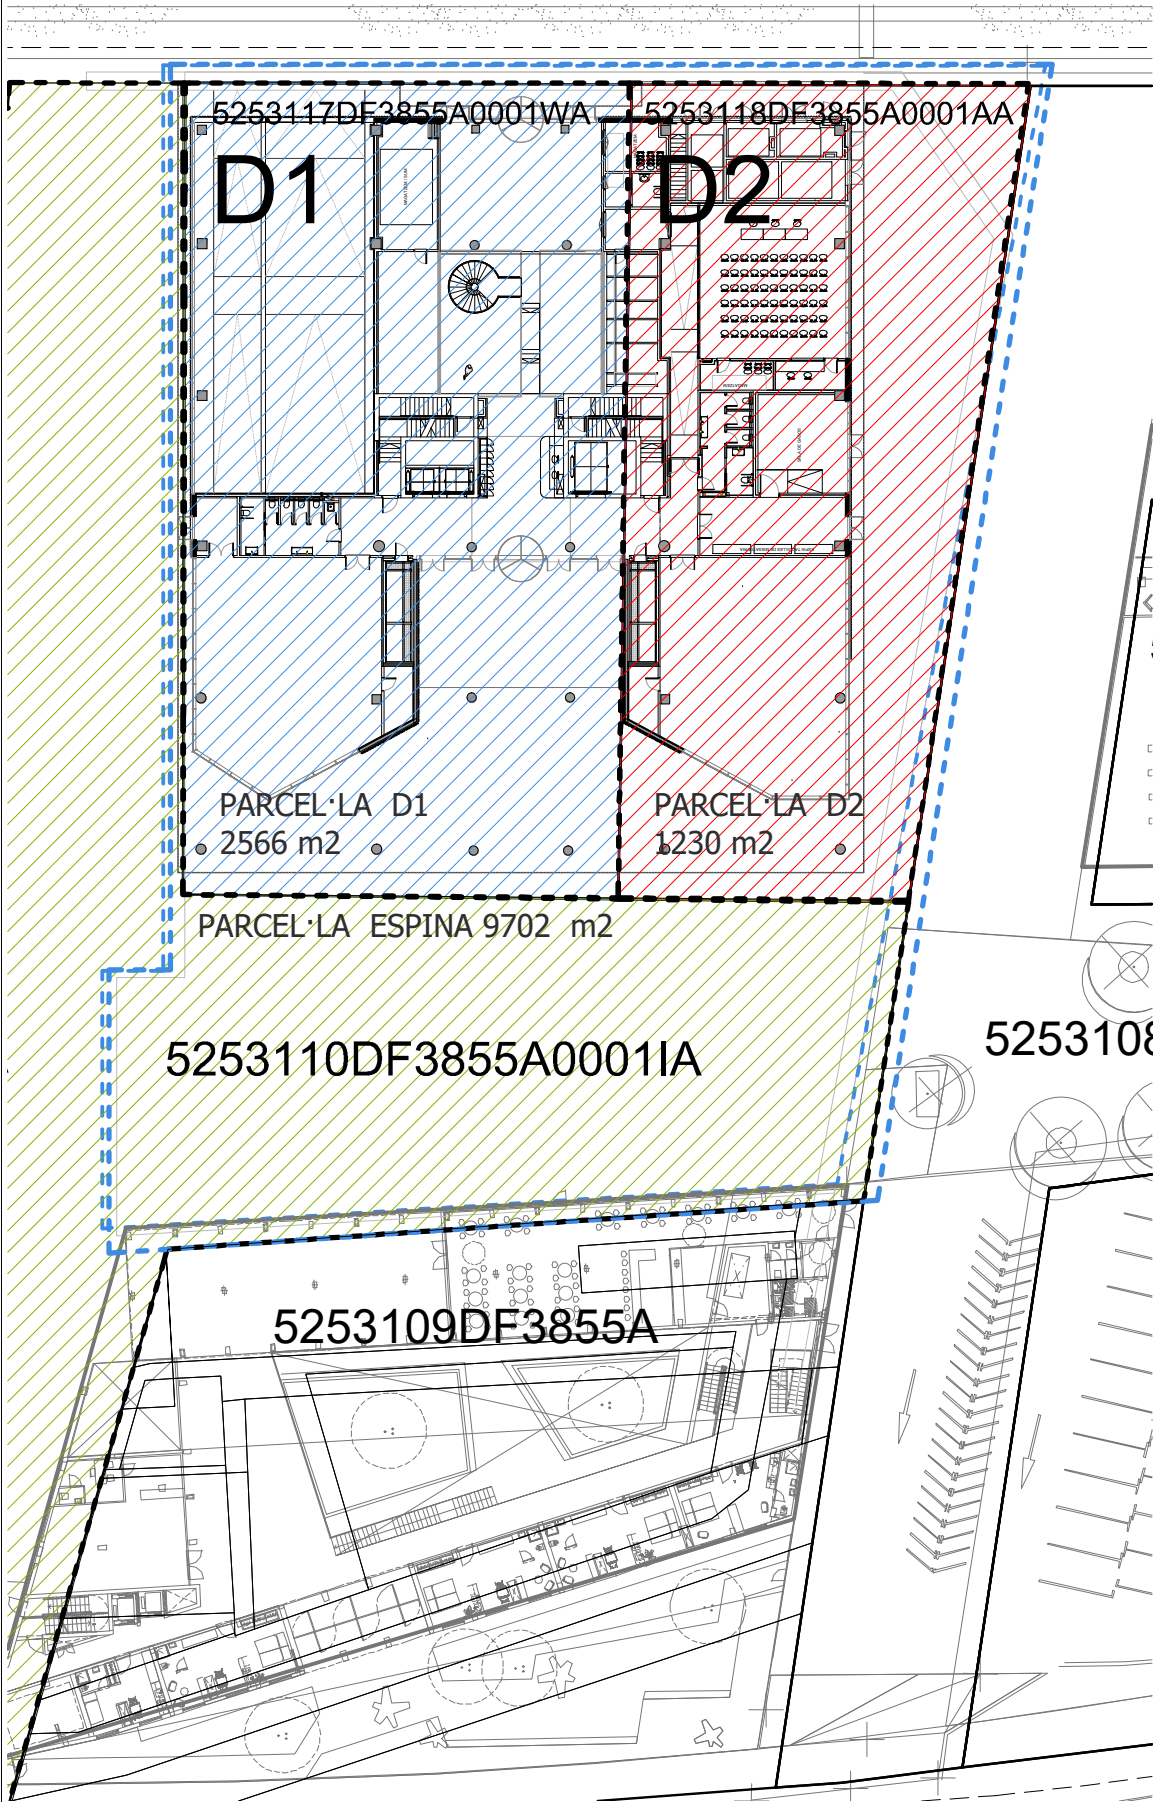 5253117DF3855A0001WA
5253118DF3855A0001AA
D1
D2
PARCEL·LA D1
2566 m2
PARCEL·LA D2
1230 m2
PARCEL·LA ESPINA 9702 m2
5253110DF3855A0001IA
5253108
5253109DF3855A